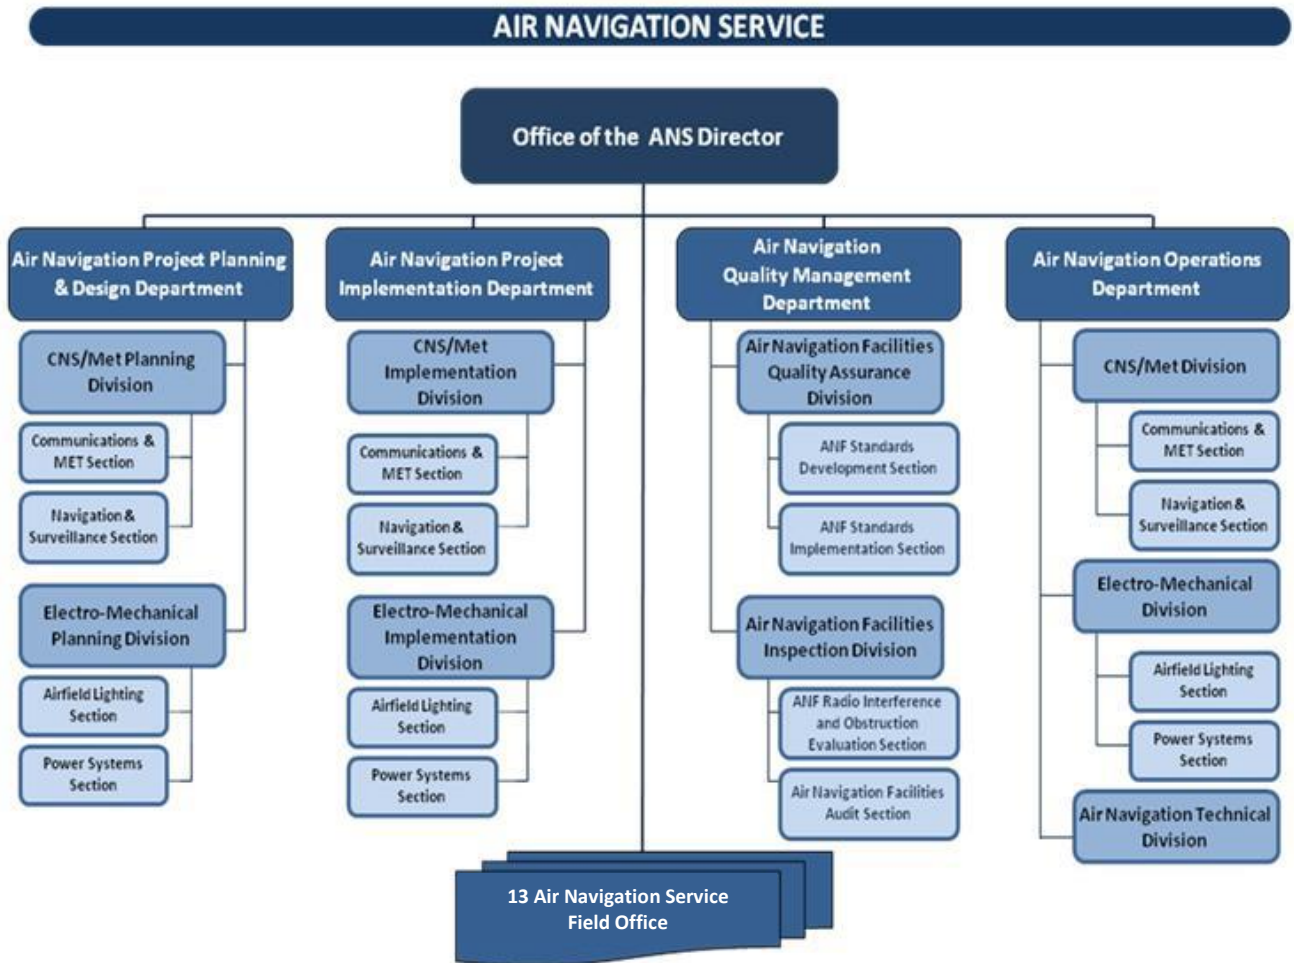 AIR NAVIGATION SERVICE
Office of the ANS Director
Air Navigation Project Planning
& Design Department
CNS/Met Planning
Division
Communications &
MET Section
Navigation &
Surveillance Section
Electro-Mechanical
Planning Division
Airfield Lighting
Section
Power Systems
Section
Air Navigation Project
Implementation Department
CNS/Met
Implementation
Division
Communications &
MET Section
Navigation &
Surveillance Section
Electro-Mechanical
Implementation
Division
Airfield Lighting
Section
Power Systems
Section
Air Navigation
Quality Management
Department
Air Navigation Facilities
Quality Assurance
Division
ANF Standards
Development Section
ANF Standards
Implementation Section
Air Navigation Facilities
Inspection Division
ANF Radio Interference
and Obstruction
Evaluation Section
Air Navigation Facilities
Audit Section
Air Navigation Operations
Department
CNS/Met Division
Communications &
MET Section
Navigation &
Surveillance Section
Electro-Mechanical
Division
Airfield Lighting
Section
Power Systems
Section
Air Navigation Technical
Division
13 Air Navigation Service
Field Office